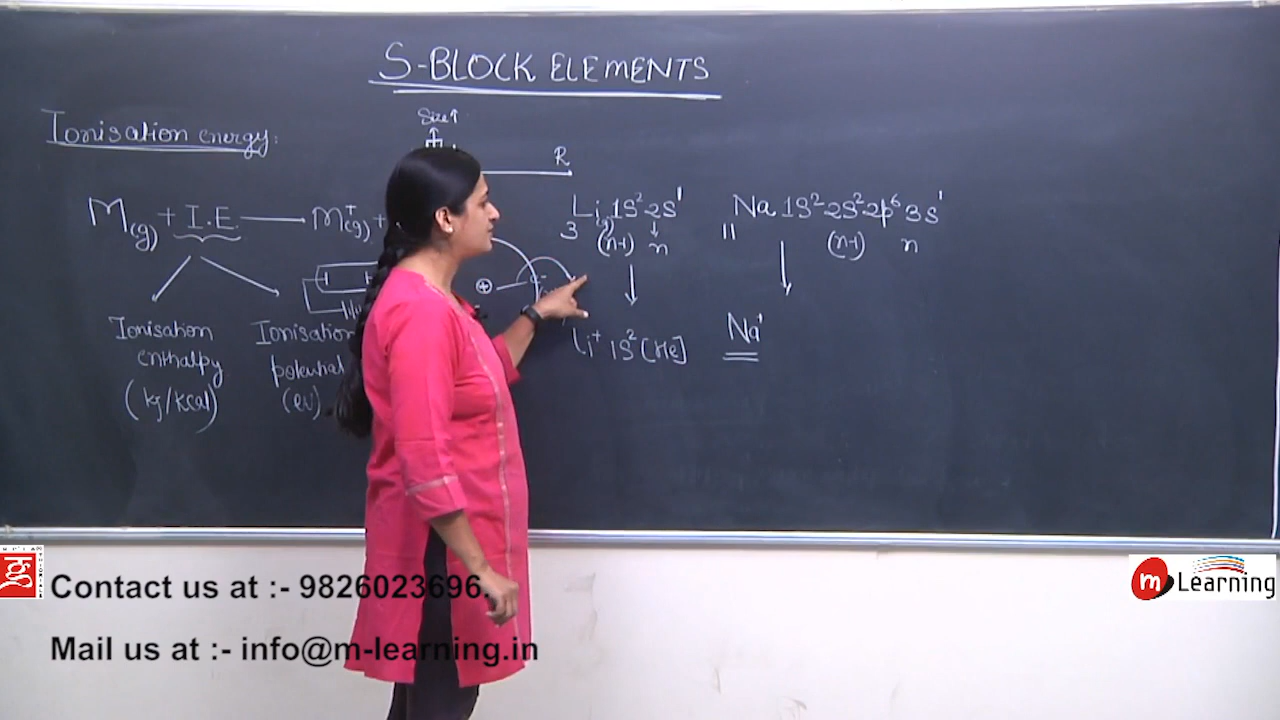 S-BLOCK ELEMENTS
Size↑
Ionisation energy:
R
M(g) + I.E → M⁺(g) +
Li(g) 1S² 2S¹
3 (n-1) n
Na 1S² 2S² 2p⁶ 3S¹
11 (n-1) n
Ionisation enthalpy
(kj/kcal)
Ionisation potential
(ev)
Li⁺ 1S² [He]
Na⁺
Contact us at :- 9826023696.
Mail us at :- info@m-learning.in
m Learning